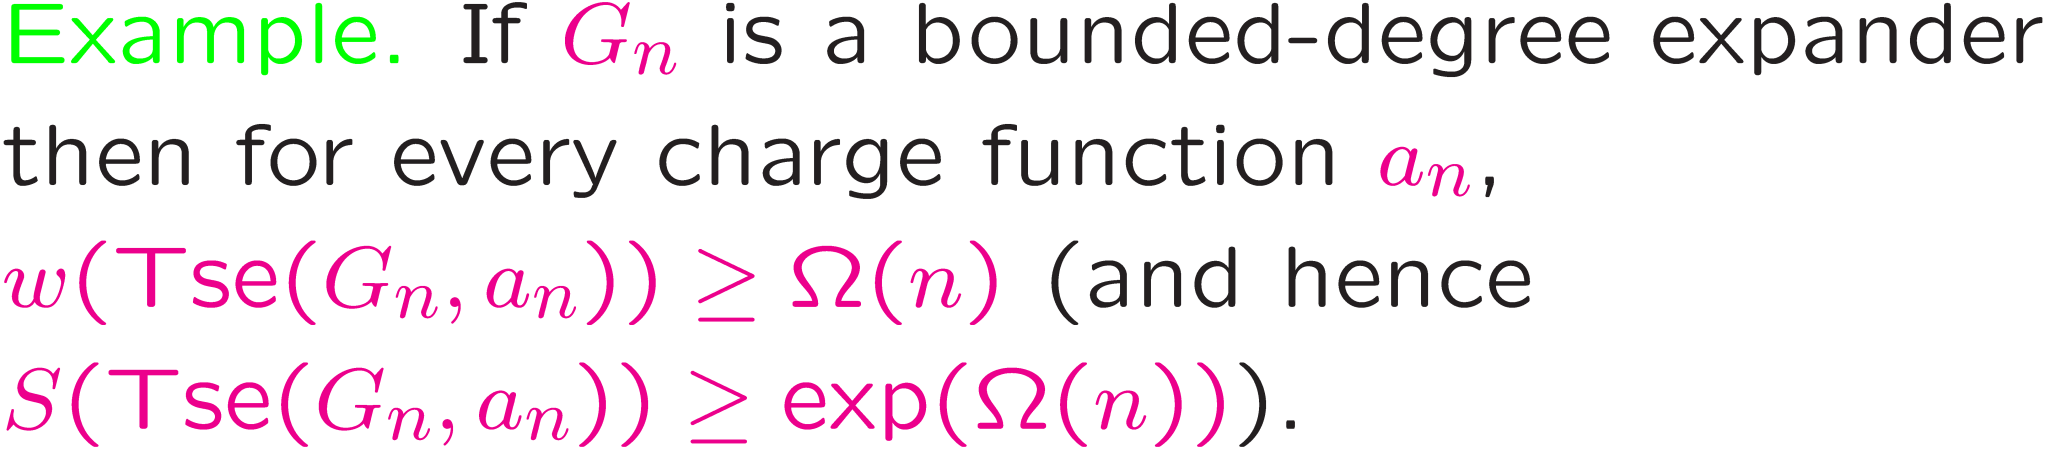 Example. If Gₙ is a bounded-degree expander
then for every charge function aₙ,
w(Tse(Gₙ, aₙ)) ≥ Ω(n) (and hence
S(Tse(Gₙ, aₙ)) ≥ exp(Ω(n))).